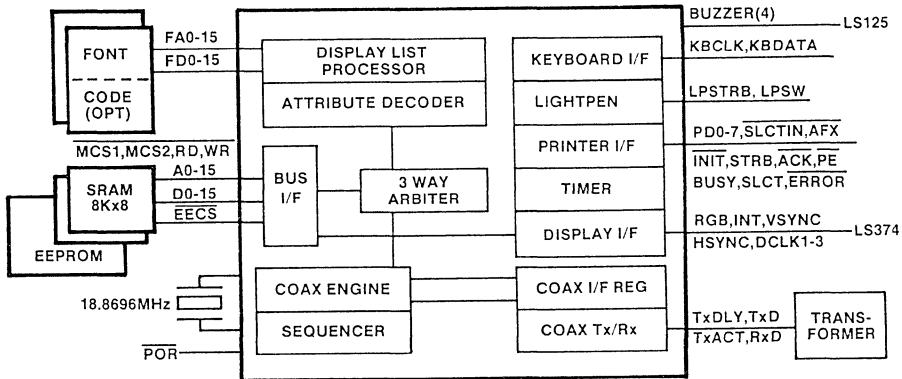 FONT
CODE
(OPT)
FA0-15
FD0-15
MCS1,MCS2,RD,WR
A0-15
D0-15
EECS
SRAM
8Kx8
EEPROM
18.8696MHz
POR
DISPLAY LIST
PROCESSOR
ATTRIBUTE DECODER
BUS
I/F
3 WAY
ARBITER
COAX ENGINE
SEQUENCER
KEYBOARD I/F
LIGHTPEN
PRINTER I/F
TIMER
DISPLAY I/F
COAX I/F REG
COAX Tx/Rx
BUZZER(4)
LS125
KBCLK,KBDATA
LPSTRB, LPSW
PD0-7,SLCTIN,AFX
INIT,STRB,ACK,PE
BUSY,SLCT,ERROR
RGB,INT,VSYNC
HSYNC,DCLK1-3
LS374
TxDLY,TxD
TxACT,RxD
TRANS-
FORMER